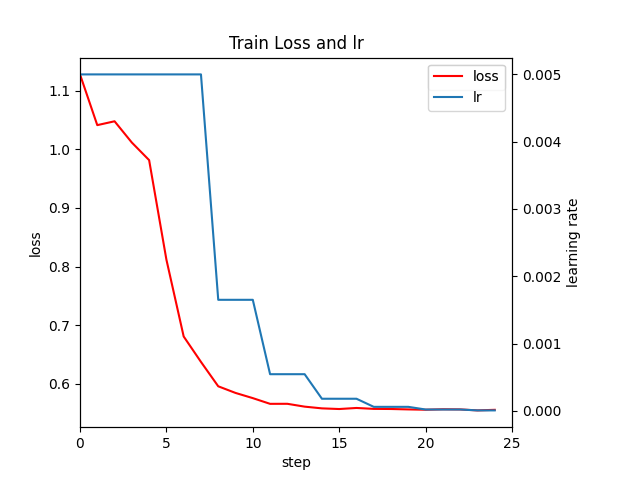 Train Loss and lr
loss
lr
loss
1.1
1.0
0.9
0.8
0.7
0.6
0.005
0.004
0.003
0.002
0.001
0.000
learning rate
0 5 10 15 20 25
step